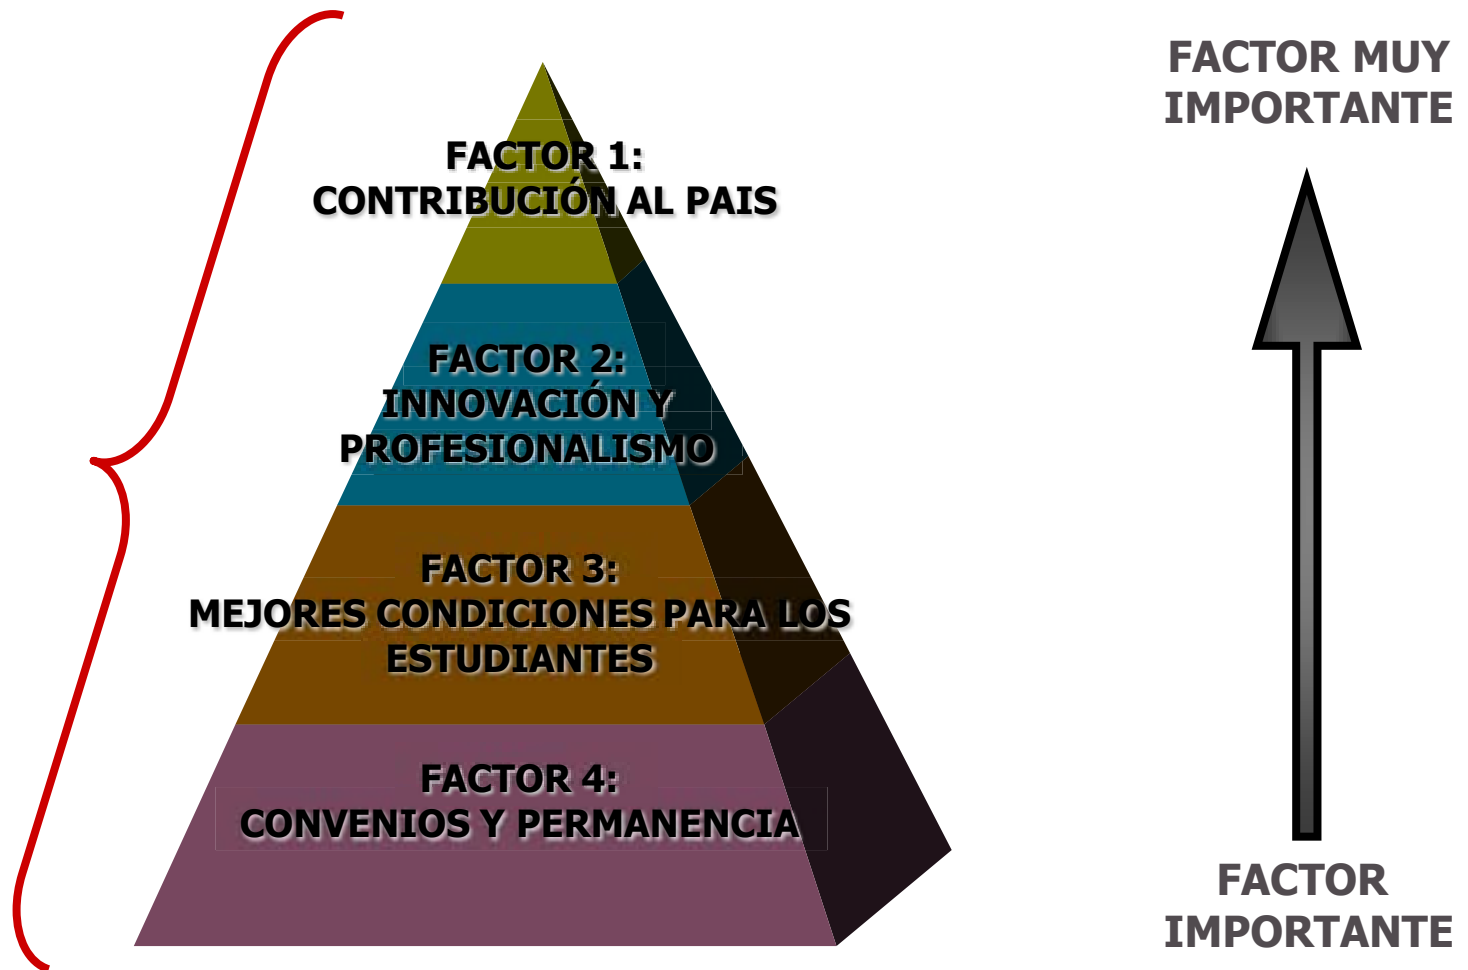 FACTOR MUY
IMPORTANTE
FACTOR 1:
CONTRIBUCIÓN AL PAIS
FACTOR 2:
INNOVACIÓN Y
PROFESIONALISMO
FACTOR 3:
MEJORES CONDICIONES PARA LOS
ESTUDIANTES
FACTOR 4:
CONVENIOS Y PERMANENCIA
FACTOR
IMPORTANTE